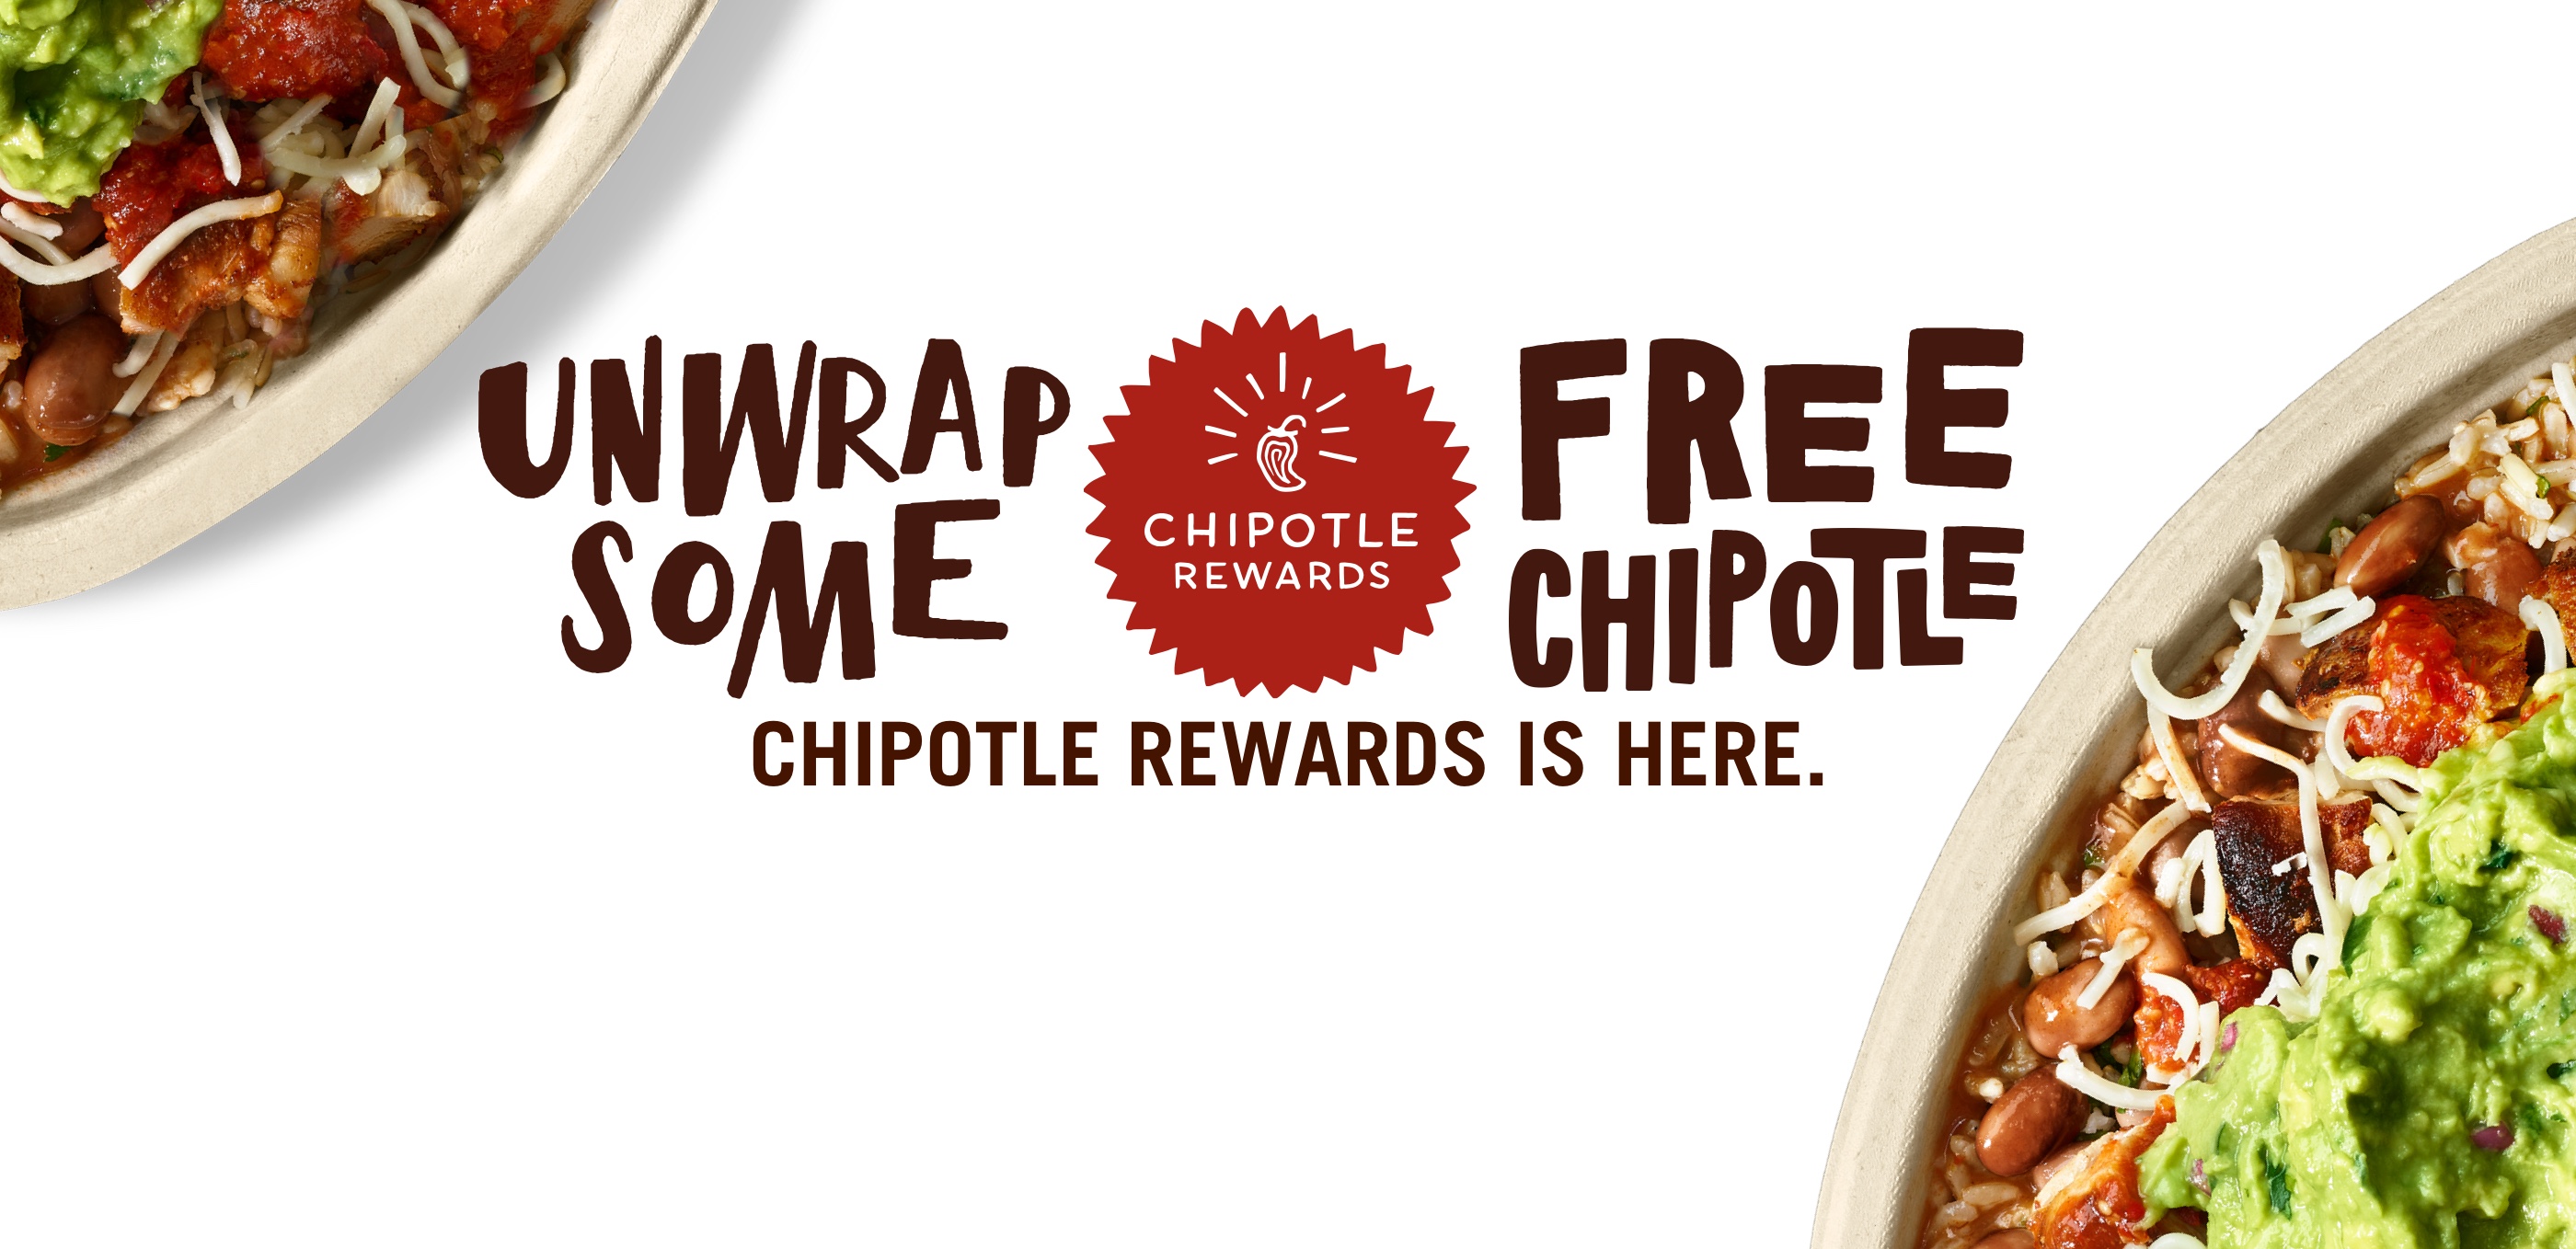 UNWRAP
SOME
CHIPOTLE
REWARDS
FREE
CHIPOTLE
CHIPOTLE REWARDS IS HERE.